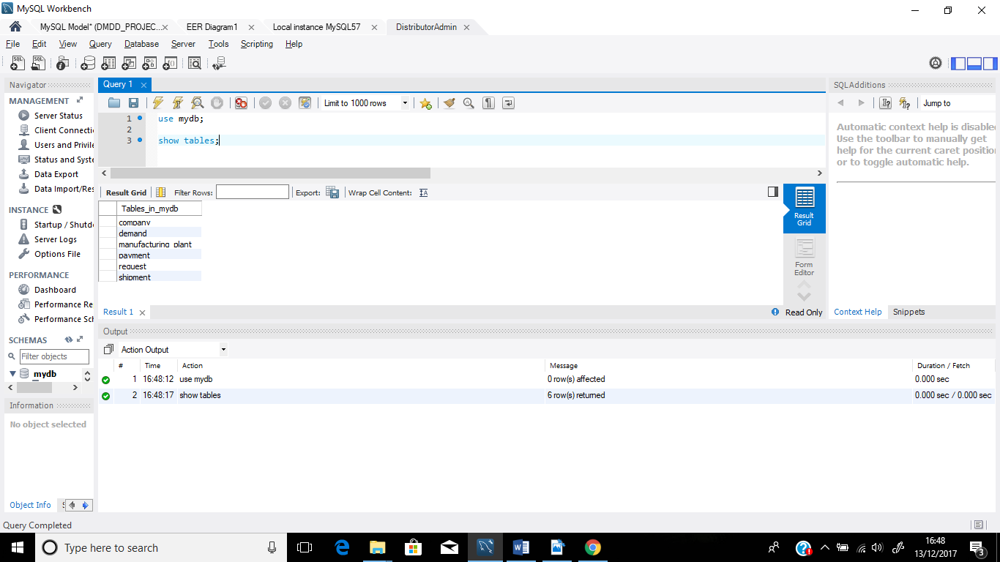 MySQL Workbench
MySQL Model* (DMDD_PROJEC...
EER Diagram1
Local instance MySQL57
DistributorAdmin
File Edit View Query Database Server Tools Scripting Help
Navigator
MANAGEMENT
Server Status
Client Connecti
Users and Privile
Status and Syste
Data Export
Data Import/Res
INSTANCE
Startup / Shutdo
Server Logs
Options File
PERFORMANCE
Dashboard
Performance Re
Performance Sch
SCHEMAS
Filter objects
mydb
Information
No object selected
Object Info
Query 1
Limit to 1000 rows
1 use mydb;
2
3 show tables;
Result Grid Filter Rows: Export: Wrap Cell Content:
Tables_in_mydb
company
demand
manufacturing_plant
payment
request
shipment
Result Grid
Form Editor
Result 1
Read Only
SQLAdditions
Jump to
Automatic context help is disable
Use the toolbar to manually get
help for the current caret position
or to toggle automatic help.
Context Help
Snippets
Output
Action Output
# Time Action Message Duration / Fetch
1 16:48:12 use mydb 0 row(s) affected 0.000 sec
2 16:48:17 show tables 6 row(s) returned 0.000 sec / 0.000 sec
Query Completed
Type here to search
16:48
13/12/2017
3